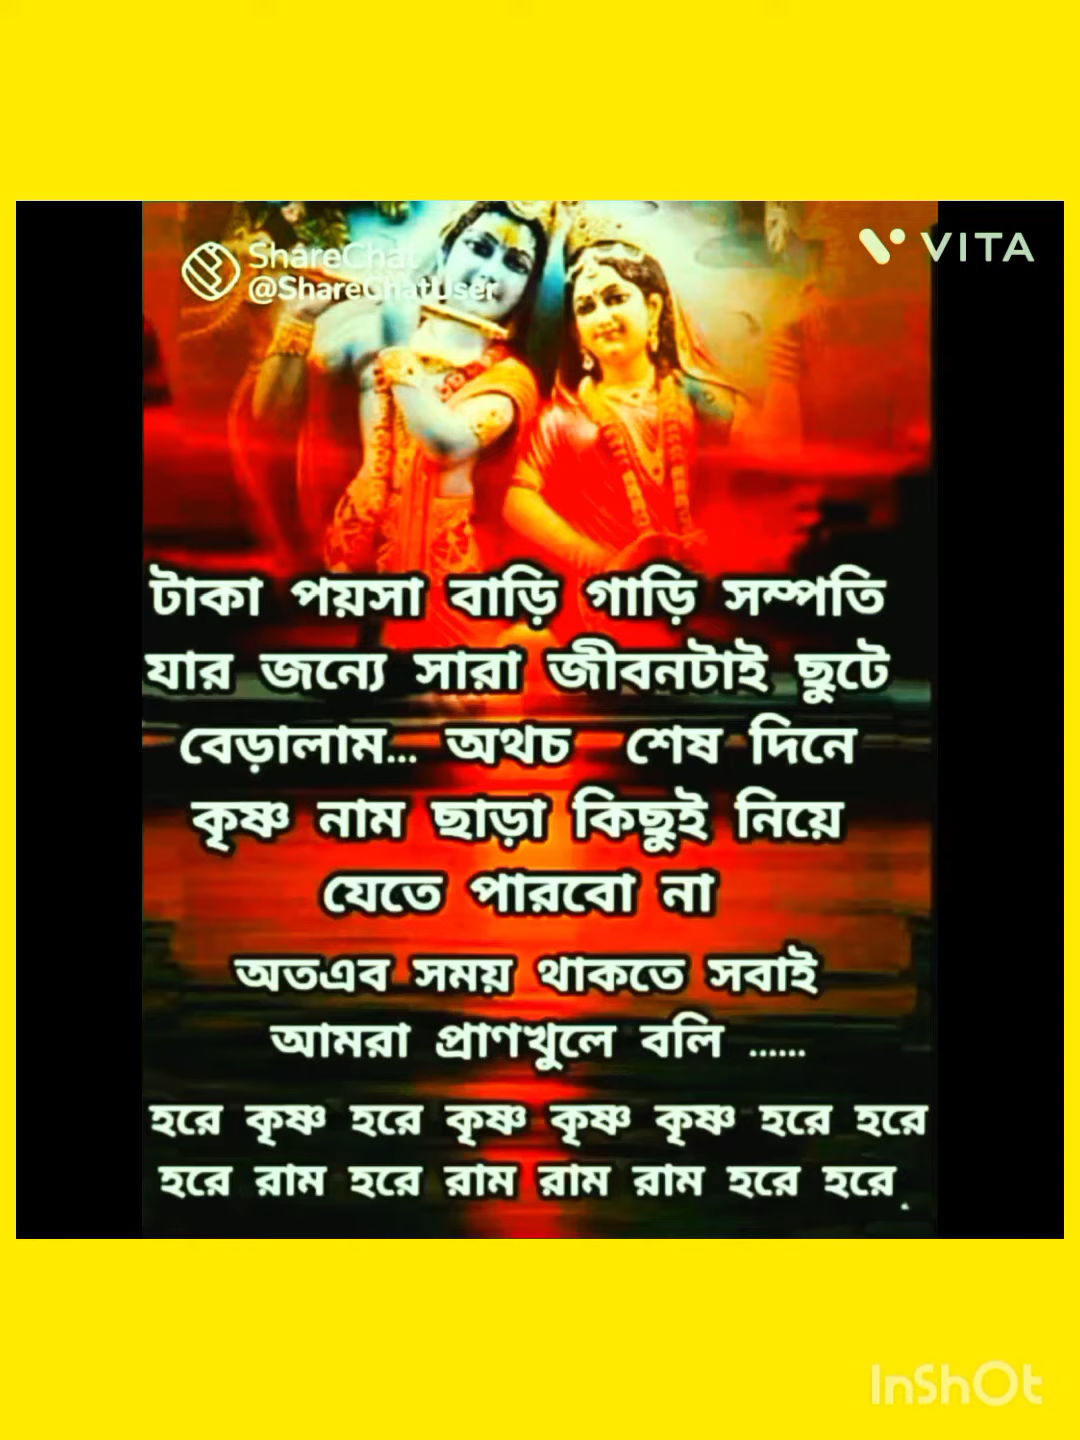 ShareChat
@ShareChatUser
VITA
টাকা পয়সা বাড়ি গাড়ি সম্পতি
যার জন্যে সারা জীবনটাই ছুটে
বেড়ালাম... অথচ শেষ দিনে
কৃষ্ণ নাম ছাড়া কিছুই নিয়ে
যেতে পারবো না
অতএব সময় থাকতে সবাই
আমরা প্রাণখুলে বলি ......
হরে কৃষ্ণ হরে কৃষ্ণ কৃষ্ণ কৃষ্ণ হরে হরে
হরে রাম হরে রাম রাম রাম হরে হরে.
InShOt